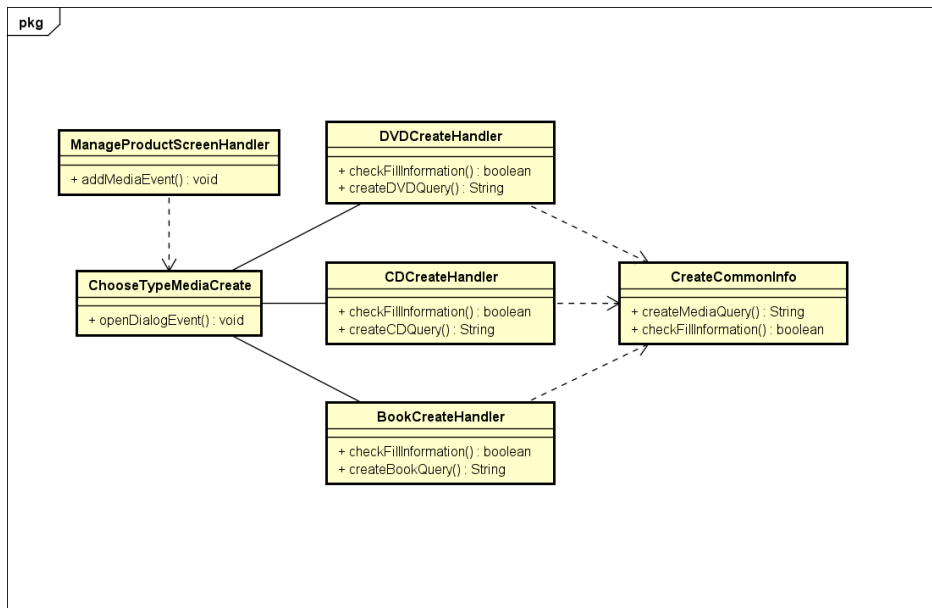 pkg
ManageProductScreenHandler
+ addMediaEvent() : void
ChooseTypeMediaCreate
+ openDialogEvent() : void
DVDCreateHandler
+ checkFillInformation() : boolean
+ createDVDQuery() : String
CDCreateHandler
+ checkFillInformation() : boolean
+ createCDQuery() : String
BookCreateHandler
+ checkFillInformation() : boolean
+ createBookQuery() : String
CreateCommonInfo
+ createMediaQuery() : String
+ checkFillInformation() : boolean